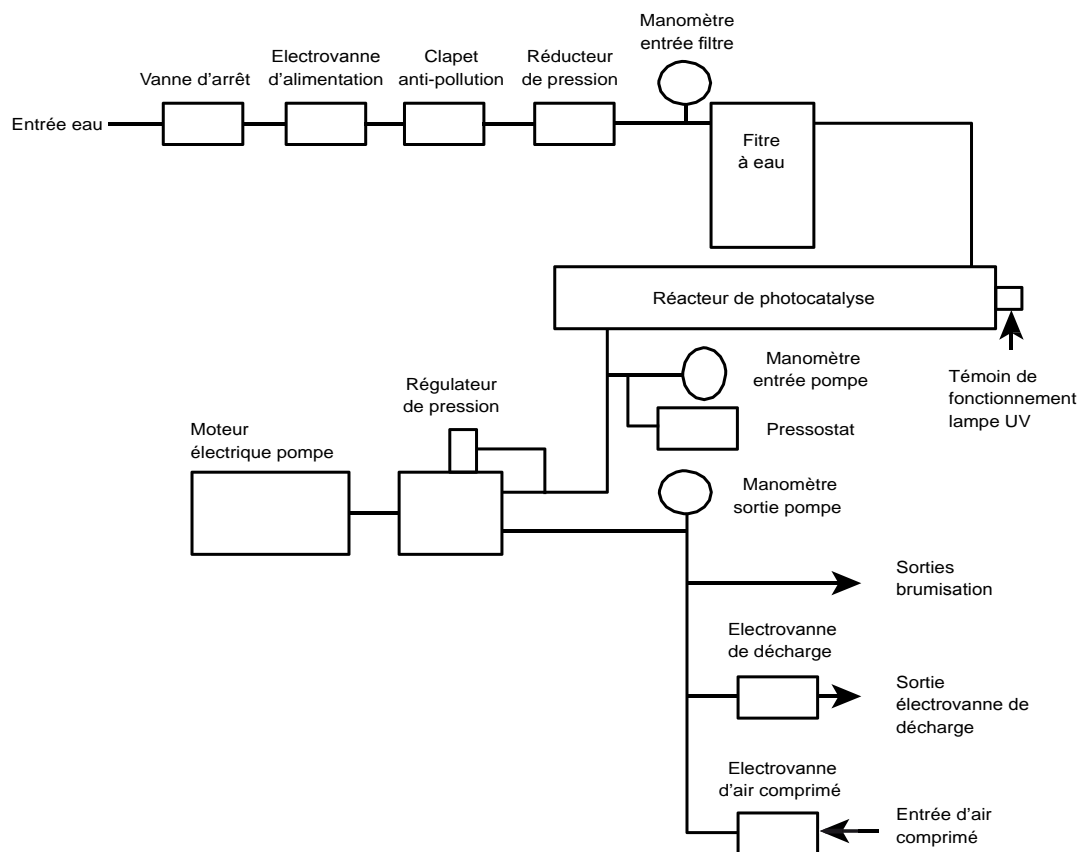 Manomètre
entrée filtre
Electrovanne
d'alimentation
Clapet
anti-pollution
Réducteur
de pression
Vanne d'arrêt
Entrée eau
Fitre
à eau
Réacteur de photocatalyse
Manomètre
entrée pompe
Témoin de
fonctionnement
lampe UV
Régulateur
de pression
Pressostat
Moteur
électrique pompe
Manomètre
sortie pompe
Sorties
brumisation
Electrovanne
de décharge
Sortie
électrovanne de
décharge
Electrovanne
d'air comprimé
Entrée d'air
comprimé